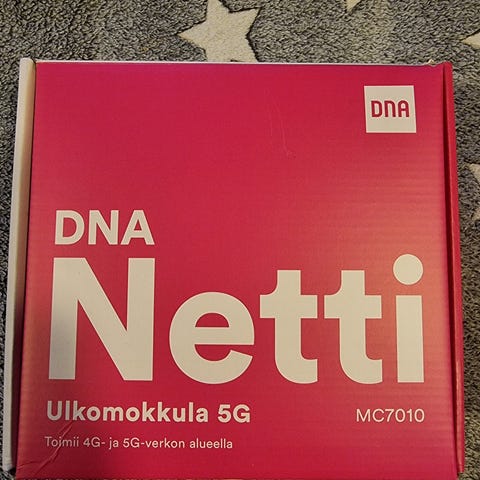 DNA
DNA
Netti
Ulkomokkula 5G
MC7010
Toimii 4G- ja 5G-verkon alueella